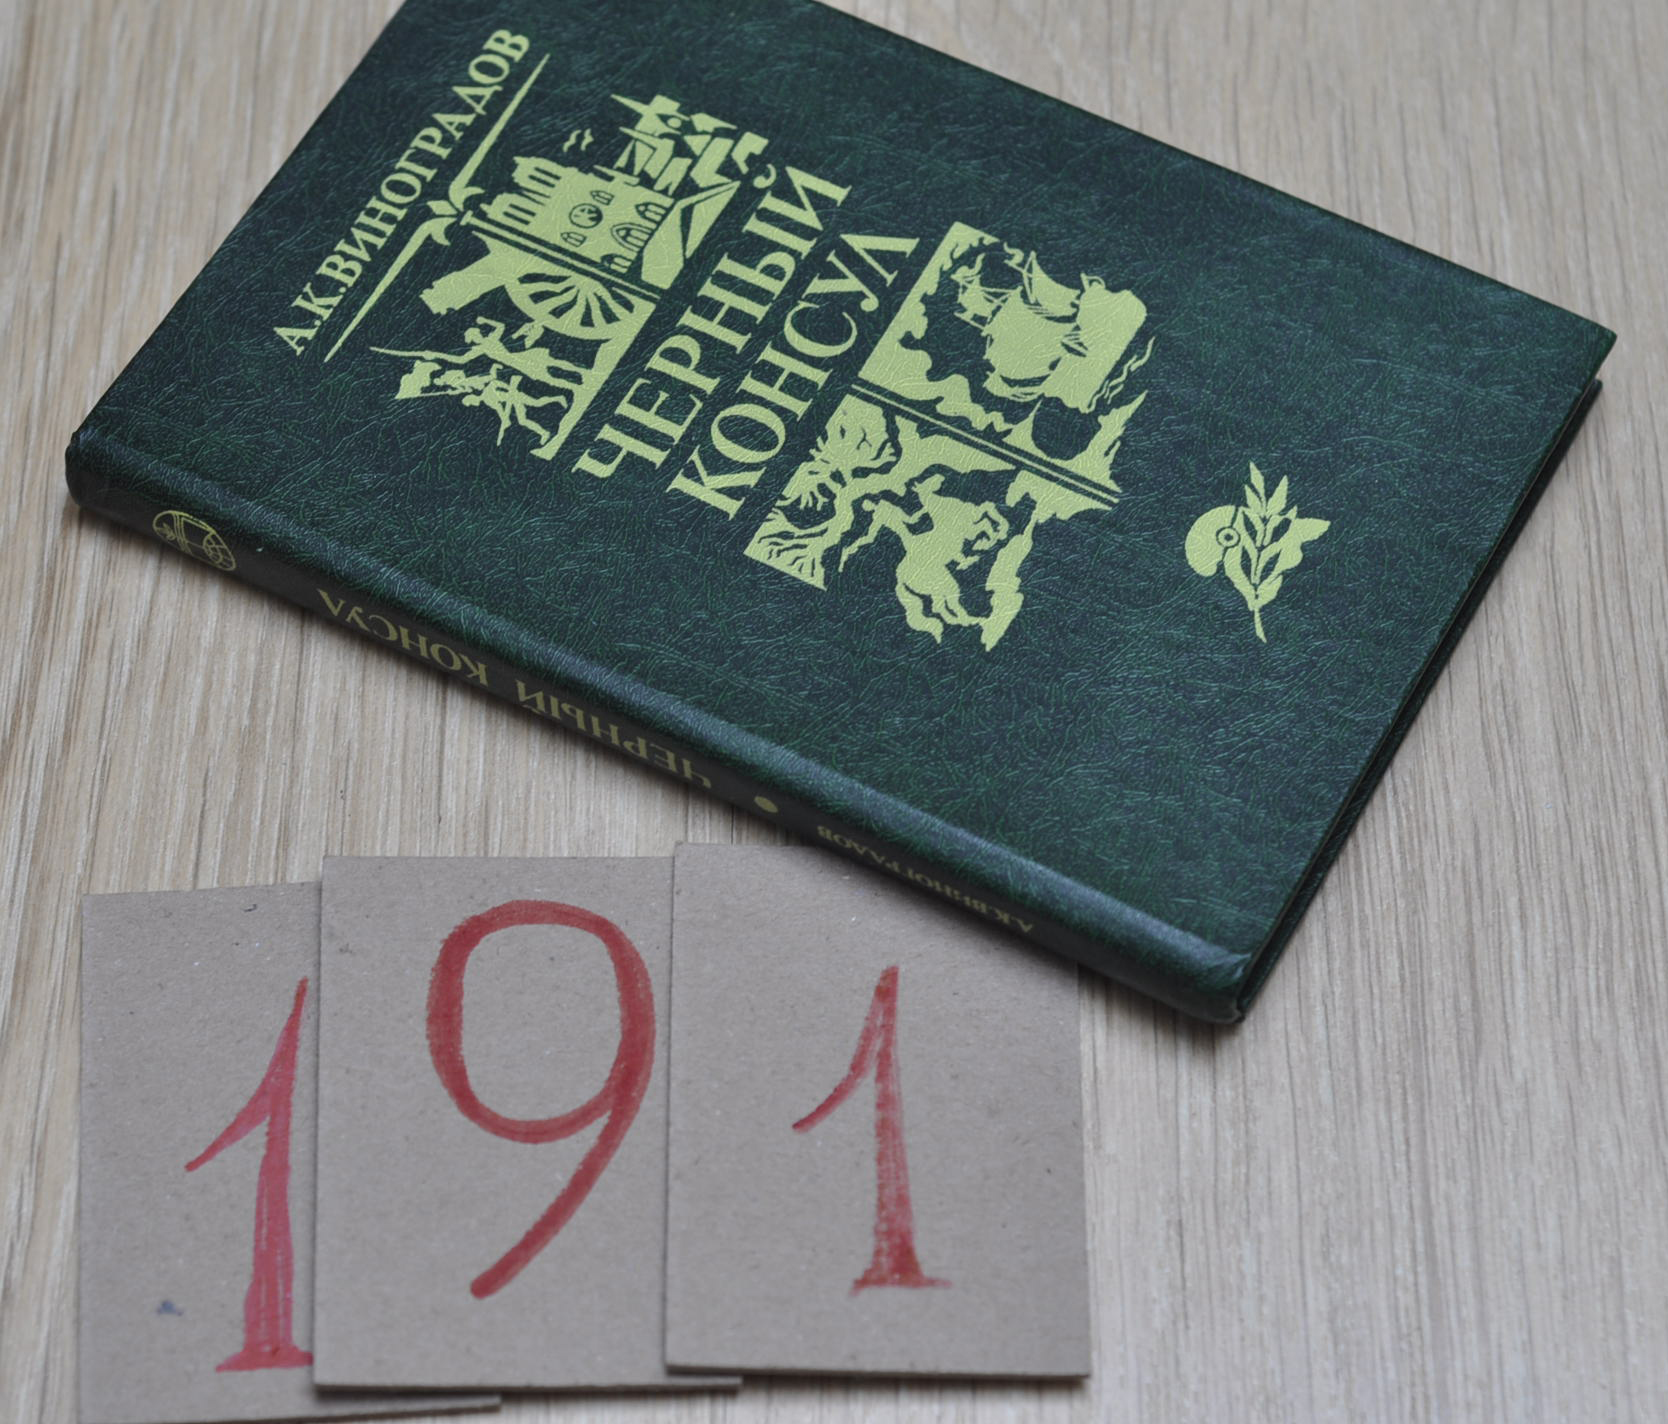 А.К.ВИНОГРАДОВ
ЧЕРНЫЙ
КОНСУЛ
А.К.ВИНОГРАДОВ • ЧЕРНЫЙ КОНСУЛ
191